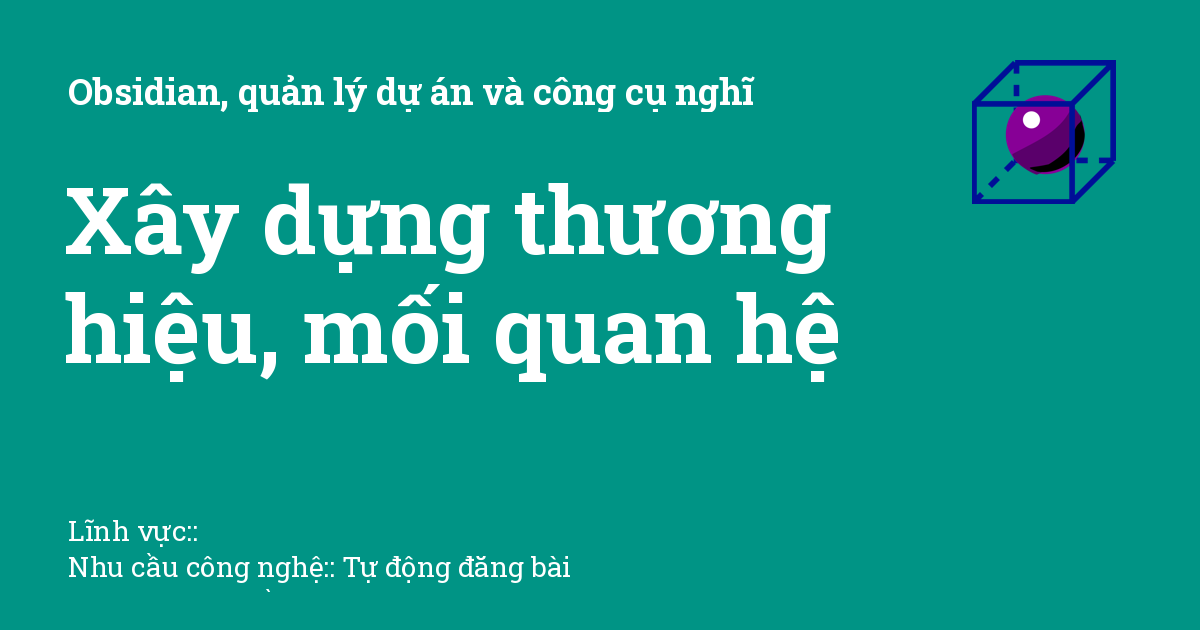 Obsidian, quản lý dự án và công cụ nghĩ
Xây dựng thương
hiệu, mối quan hệ
Lĩnh vực::
Nhu cầu công nghệ:: Tự động đăng bài